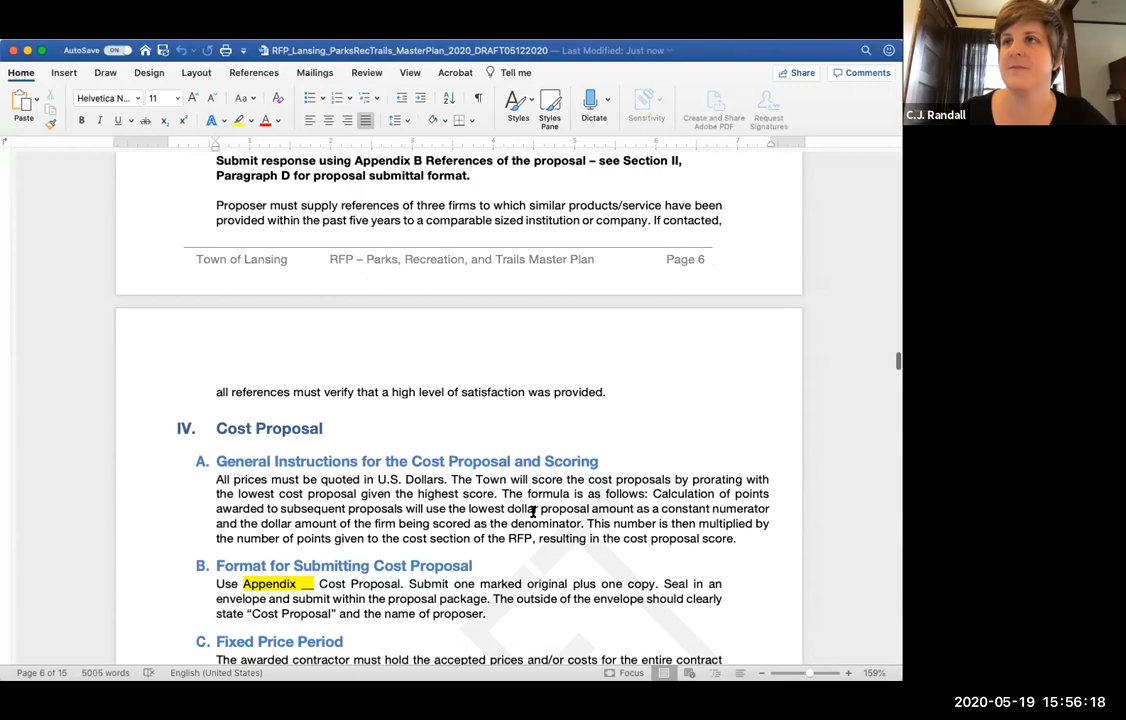 AutoSave ON RFP_Lansing_ParksRecTrails_MasterPlan_2020_DRAFT05122020 — Last Modified: Just now
Home Insert Draw Design Layout References Mailings Review View Acrobat Tell me Share Comments
Paste Helvetica N... 11 Aa Styles Styles Pane Dictate Sensitivity Create and Share Adobe PDF Request Signatures
C.J. Randall
1 2 3 4 5 6 7
Submit response using Appendix B References of the proposal – see Section II,
Paragraph D for proposal submittal format.
Proposer must supply references of three firms to which similar products/service have been
provided within the past five years to a comparable sized institution or company. If contacted,
Town of Lansing RFP – Parks, Recreation, and Trails Master Plan Page 6
all references must verify that a high level of satisfaction was provided.
IV. Cost Proposal
A. General Instructions for the Cost Proposal and Scoring
All prices must be quoted in U.S. Dollars. The Town will score the cost proposals by prorating with
the lowest cost proposal given the highest score. The formula is as follows: Calculation of points
awarded to subsequent proposals will use the lowest dollar proposal amount as a constant numerator
and the dollar amount of the firm being scored as the denominator. This number is then multiplied by
the number of points given to the cost section of the RFP, resulting in the cost proposal score.
B. Format for Submitting Cost Proposal
Use Appendix __ Cost Proposal. Submit one marked original plus one copy. Seal in an
envelope and submit within the proposal package. The outside of the envelope should clearly
state “Cost Proposal” and the name of proposer.
C. Fixed Price Period
The awarded contractor must hold the accepted prices and/or costs for the entire contract
Page 6 of 15 5005 words English (United States) Focus 159%
2020-05-19 15:56:18